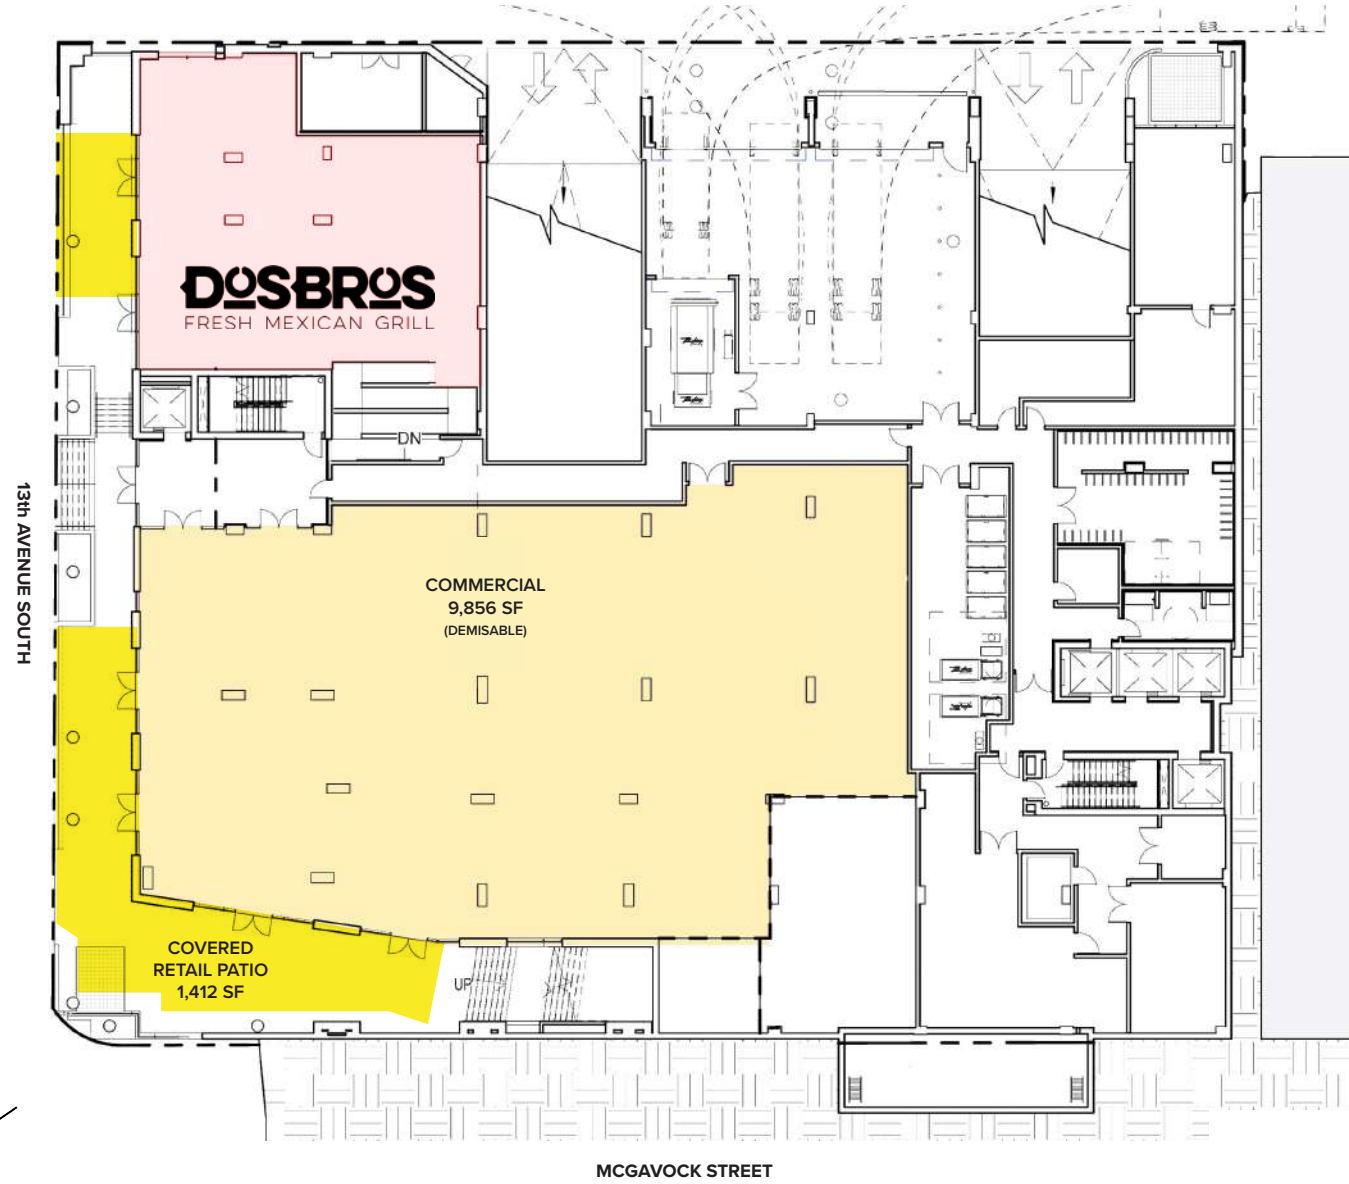 DOSBROS
FRESH MEXICAN GRILL
DN
13th AVENUE SOUTH
COMMERCIAL
9,856 SF
(DEMISABLE)
COVERED
RETAIL PATIO
1,412 SF
UP
MCGAVOCK STREET